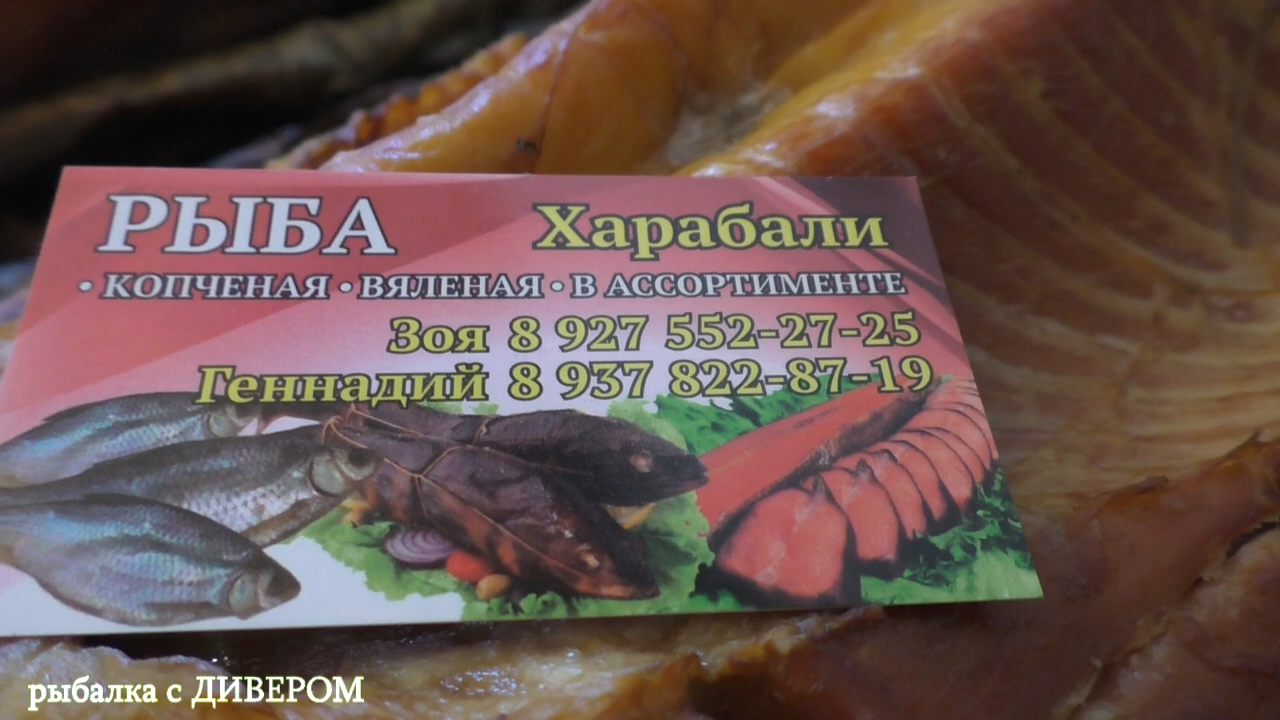 РЫБА Харабали
• КОПЧЕНАЯ • ВЯЛЕНАЯ • В АССОРТИМЕНТЕ
Зоя 8 927 552-27-25
Геннадий 8 937 822-87-19
рыбалка с ДИВЕРОМ